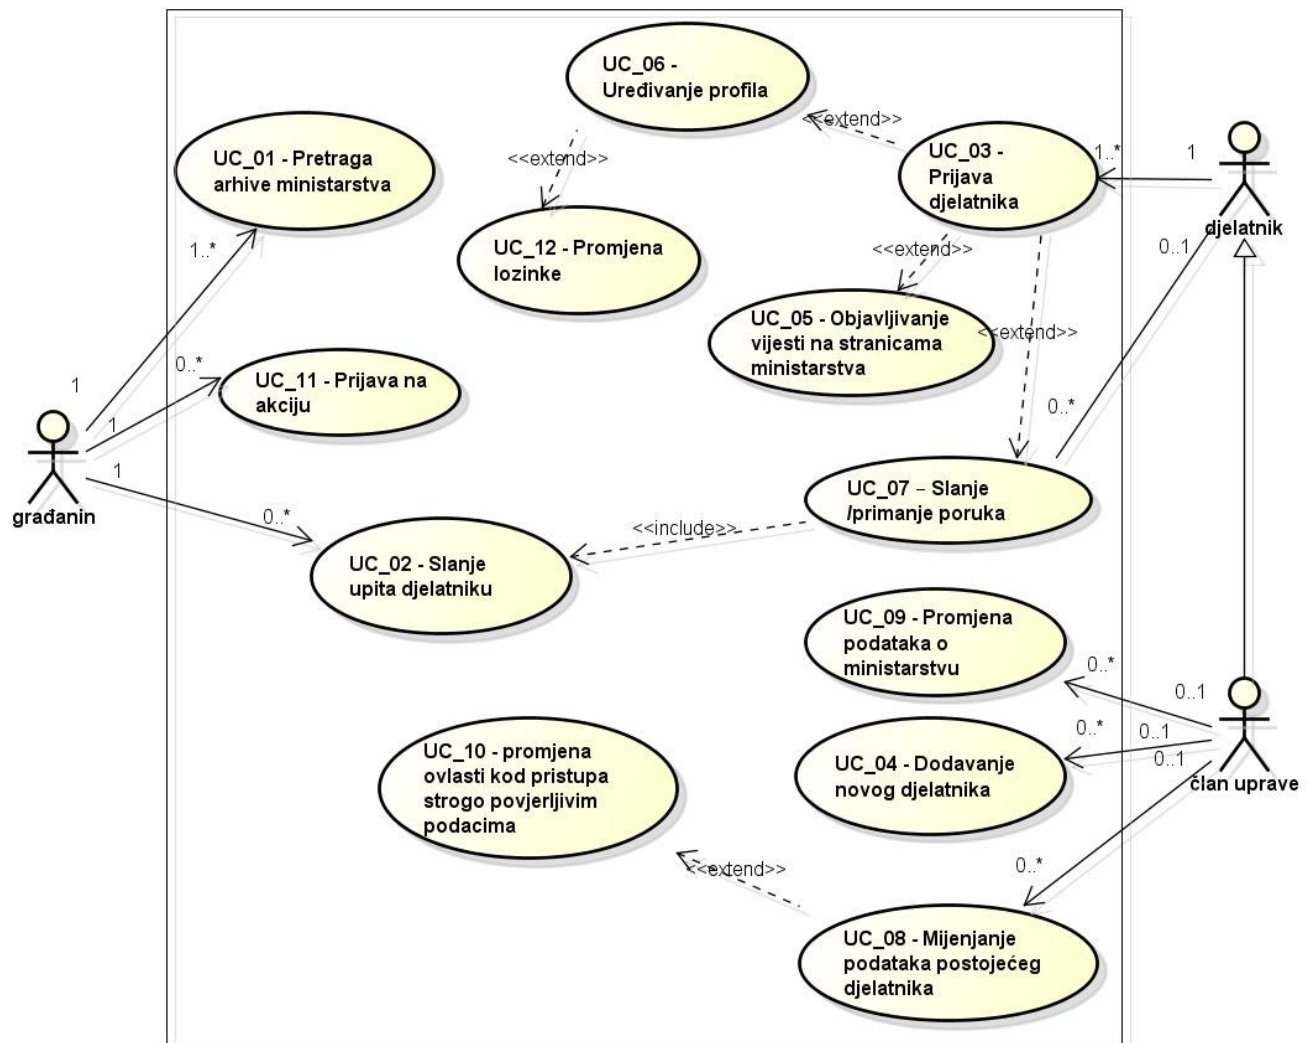 UC_06 -
Uređivanje profila
<<extend>>
UC_01 - Pretraga
arhive ministarstva
<<extend>>
UC_03 -
Prijava
djelatnika
1..*
1
djelatnik
1..*
UC_12 - Promjena
lozinke
<<extend>>
0..1
UC_05 - Objavljivanje
vijesti na stranicama
ministarstva
<<extend>>
0..*
1
UC_11 - Prijava na
akciju
0..*
1
1
građanin
0..*
UC_07 – Slanje
/primanje poruka
<<include>>
UC_02 - Slanje
upita djelatniku
UC_09 - Promjena
podataka o
ministarstvu
0..*
0..1
0..*
0..1
0..1
UC_10 - promjena
ovlasti kod pristupa
strogo povjerljivim
podacima
UC_04 - Dodavanje
novog djelatnika
član uprave
<<extend>>
0..*
UC_08 - Mijenjanje
podataka postojećeg
djelatnika